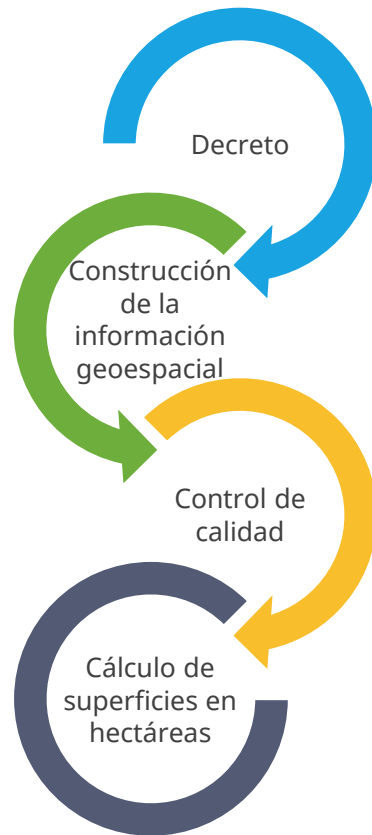 Decreto
Construcción
de la
información
geoespacial
Control de
calidad
Cálculo de
superficies en
hectáreas